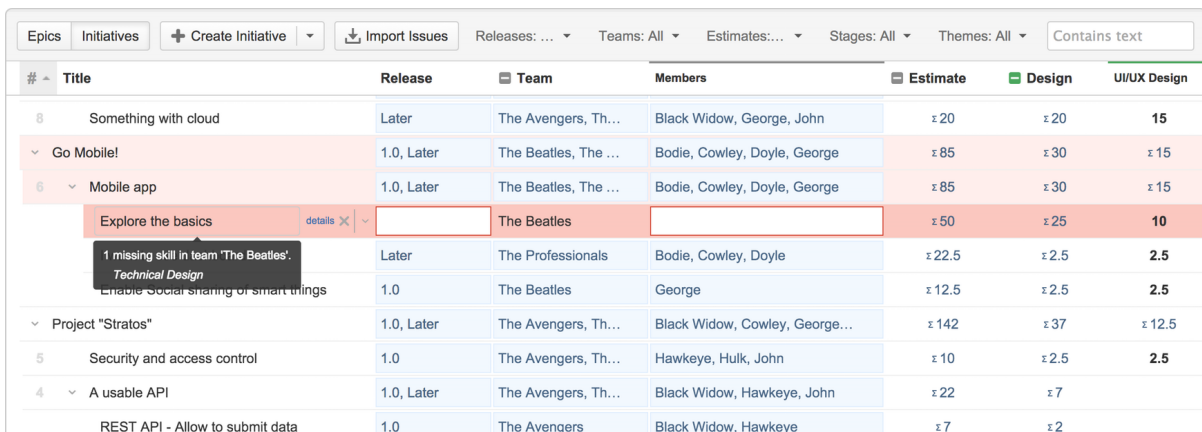 Epics Initiatives Create Initiative Import Issues Releases: ... Teams: All Estimates:... Stages: All Themes: All Contains text
# Title Release Team Members Estimate Design UI/UX Design
8 Something with cloud Later The Avengers, Th... Black Widow, George, John Σ 20 Σ 20 15
Go Mobile! 1.0, Later The Beatles, The ... Bodie, Cowley, Doyle, George Σ 85 Σ 30 Σ 15
6 Mobile app 1.0, Later The Beatles, The ... Bodie, Cowley, Doyle, George Σ 85 Σ 30 Σ 15
Explore the basics details The Beatles Σ 50 Σ 25 10
1 missing skill in team 'The Beatles'.
Technical Design
Later The Professionals Bodie, Cowley, Doyle Σ 22.5 Σ 2.5 2.5
Enable Social sharing of smart things 1.0 The Beatles George Σ 12.5 Σ 2.5 2.5
Project "Stratos" 1.0, Later The Avengers, Th... Black Widow, Cowley, George... Σ 142 Σ 37 Σ 12.5
5 Security and access control 1.0 The Avengers, Th... Hawkeye, Hulk, John Σ 10 Σ 2.5 2.5
4 A usable API 1.0, Later The Avengers, Th... Black Widow, Hawkeye, John Σ 22 Σ 7
REST API - Allow to submit data 1.0 The Avengers Black Widow, Hawkeye Σ 7 Σ 2